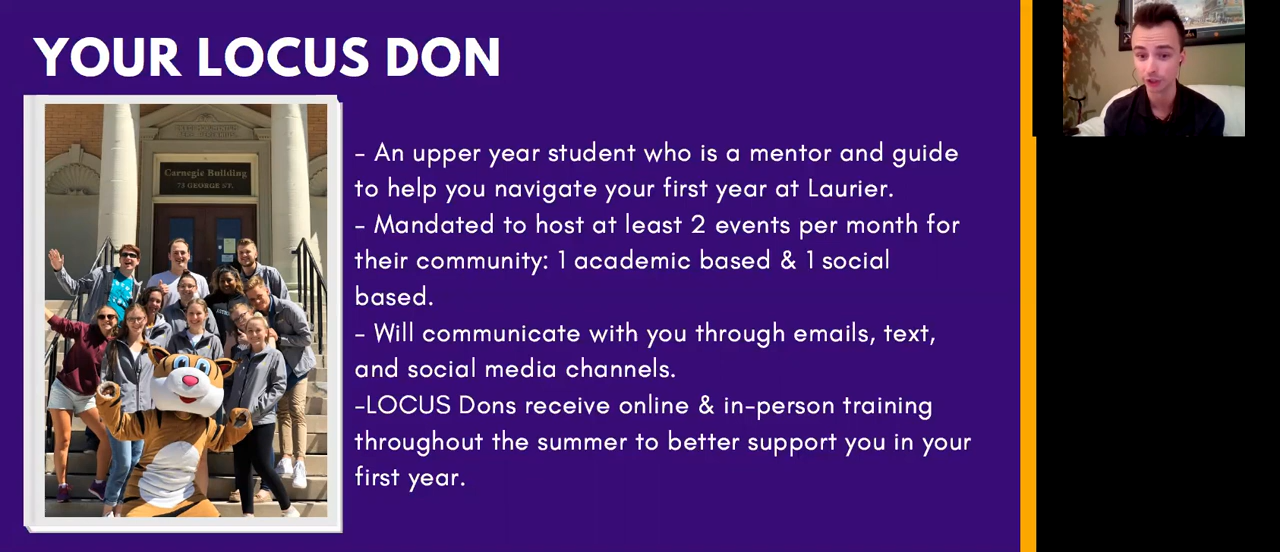 YOUR LOCUS DON
Carnegie Building
73 GEORGE ST.
- An upper year student who is a mentor and guide
to help you navigate your first year at Laurier.
- Mandated to host at least 2 events per month for
their community: 1 academic based & 1 social
based.
- Will communicate with you through emails, text,
and social media channels.
-LOCUS Dons receive online & in-person training
throughout the summer to better support you in your
first year.